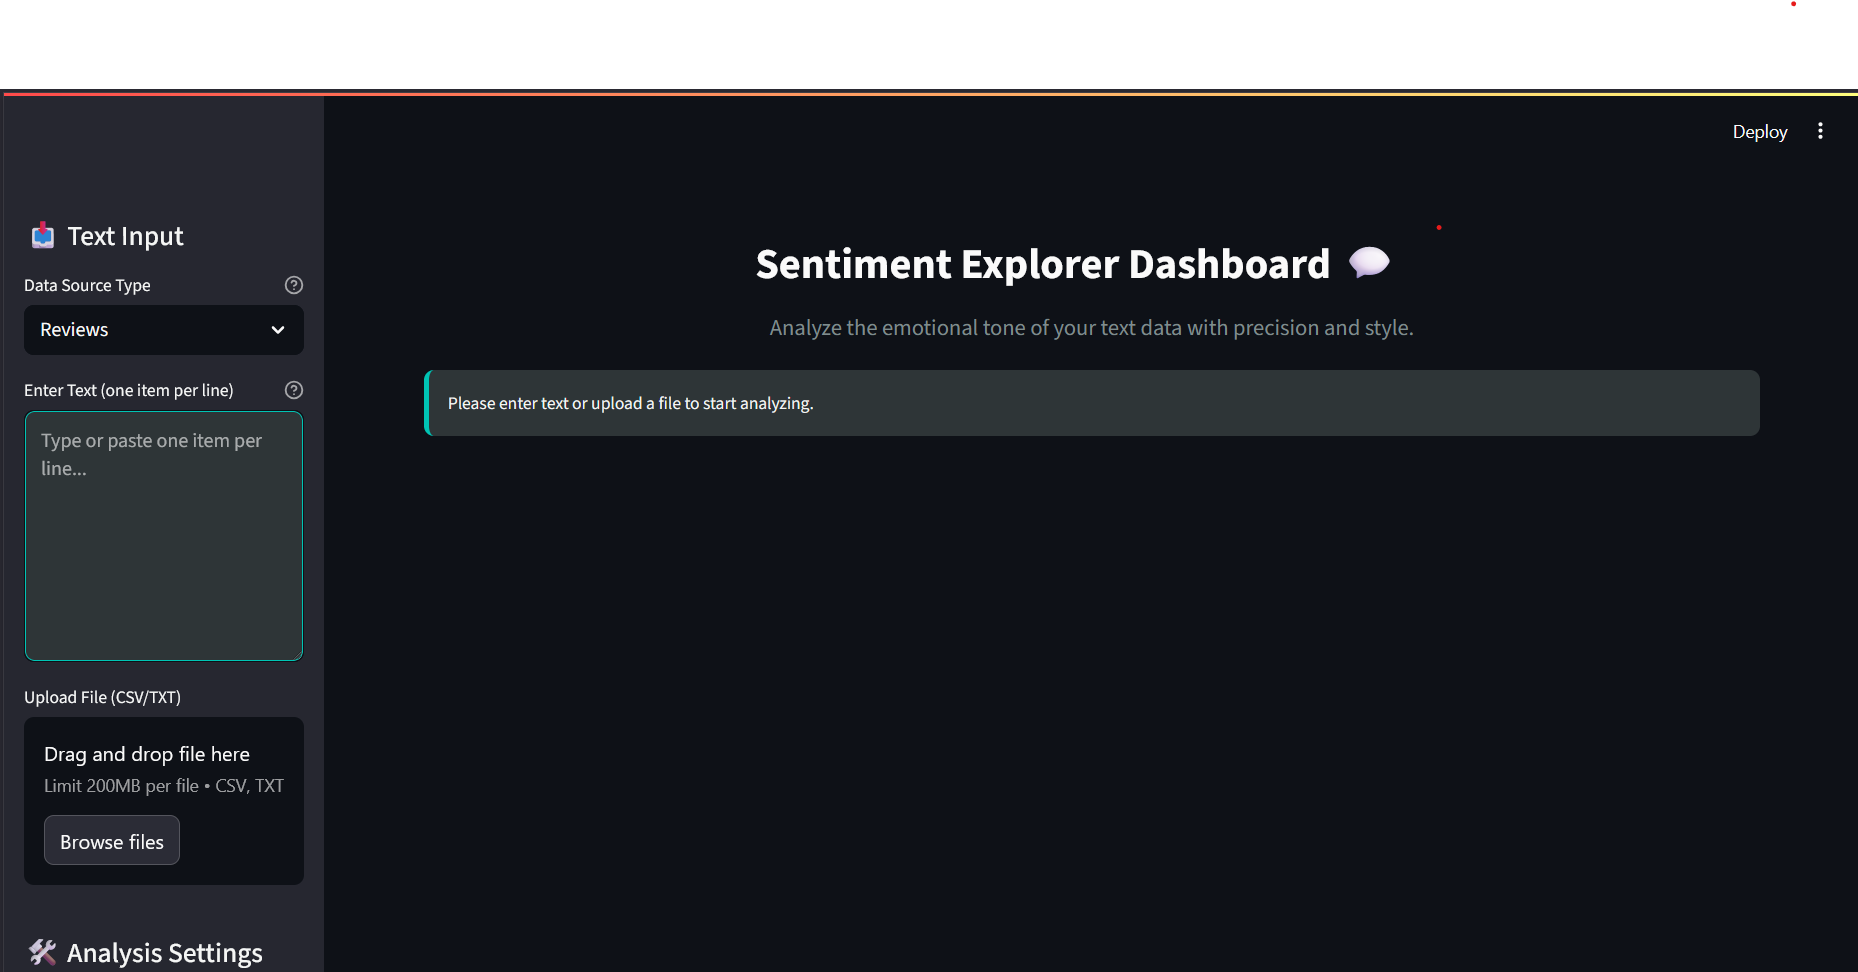 Deploy
📥 Text Input
Data Source Type
Reviews
Enter Text (one item per line)
Type or paste one item per
line...
Upload File (CSV/TXT)
Drag and drop file here
Limit 200MB per file • CSV, TXT
Browse files
🛠️ Analysis Settings
Sentiment Explorer Dashboard 💬
Analyze the emotional tone of your text data with precision and style.
Please enter text or upload a file to start analyzing.